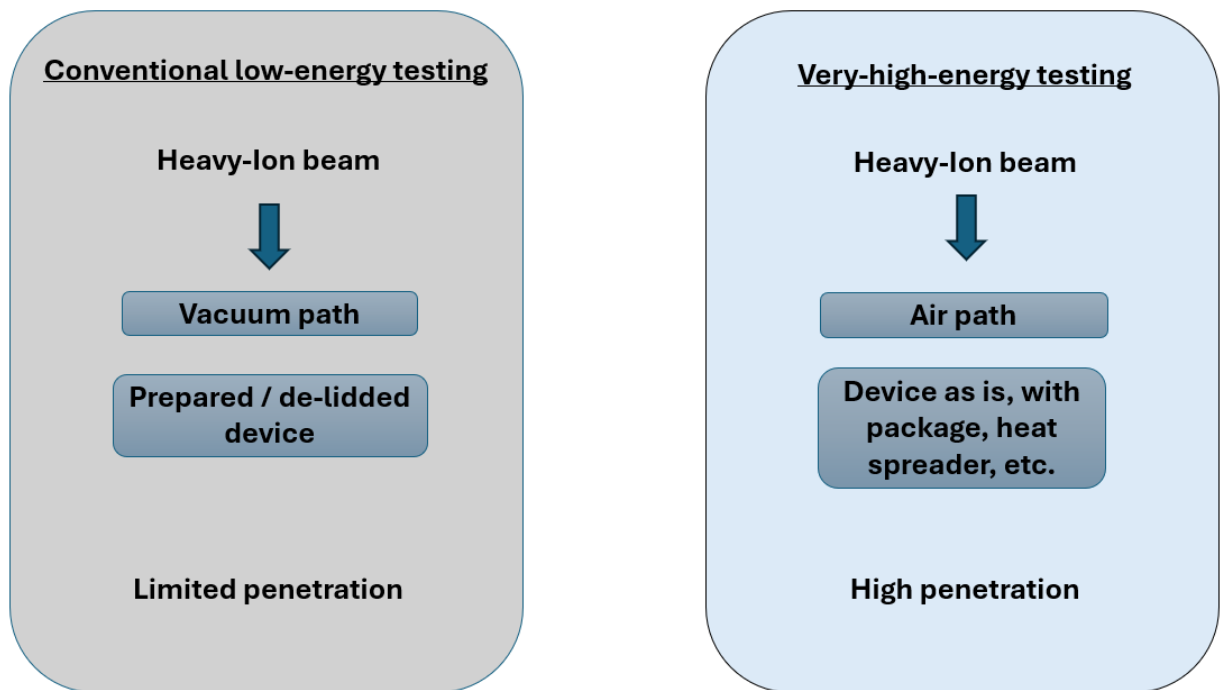 Conventional low-energy testing
Heavy-Ion beam
Vacuum path
Prepared / de-lidded
device
Limited penetration
Very-high-energy testing
Heavy-Ion beam
Air path
Device as is, with
package, heat
spreader, etc.
High penetration